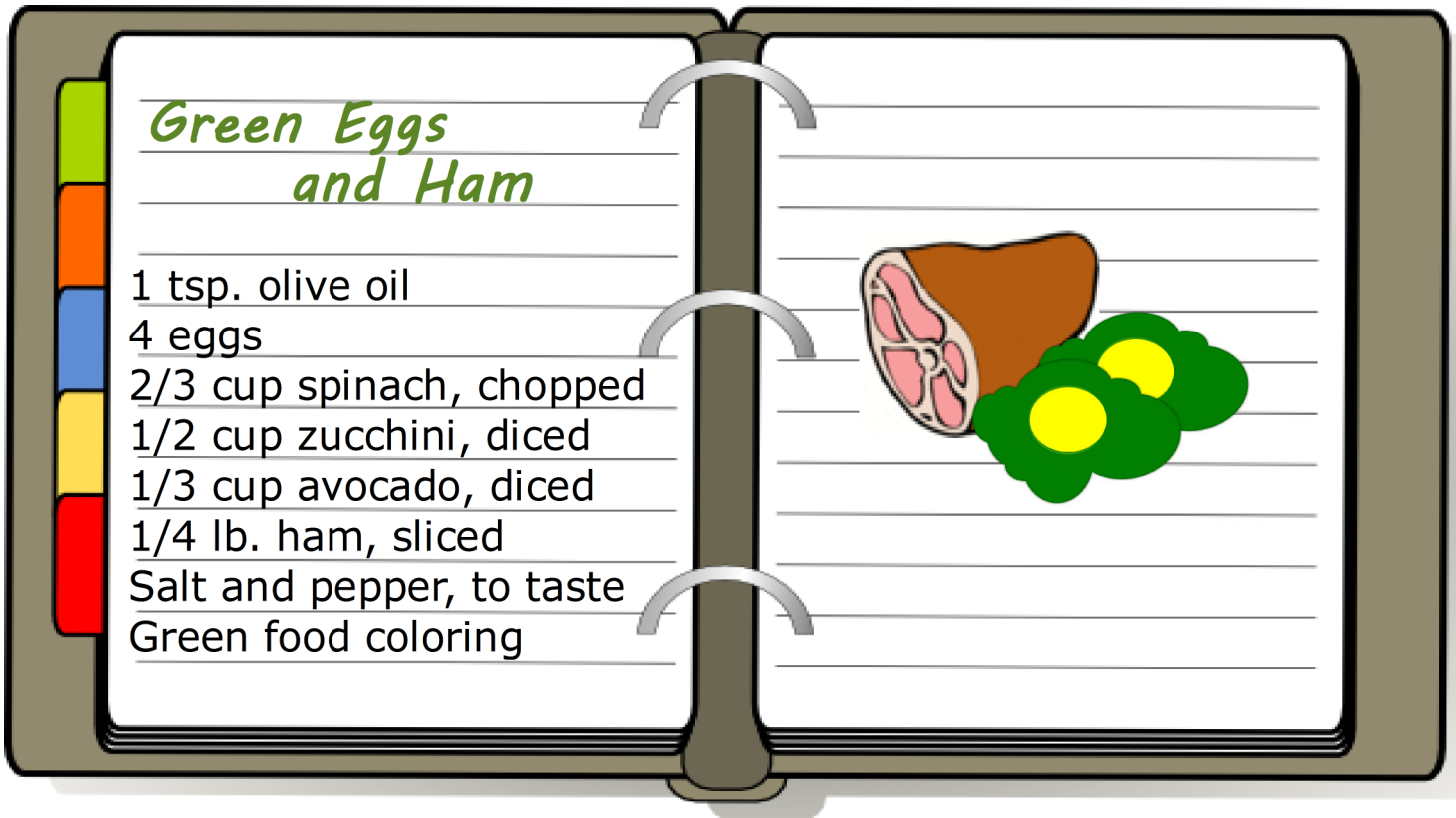 Green Eggs
and Ham
1 tsp. olive oil
4 eggs
2/3 cup spinach, chopped
1/2 cup zucchini, diced
1/3 cup avocado, diced
1/4 lb. ham, sliced
Salt and pepper, to taste
Green food coloring